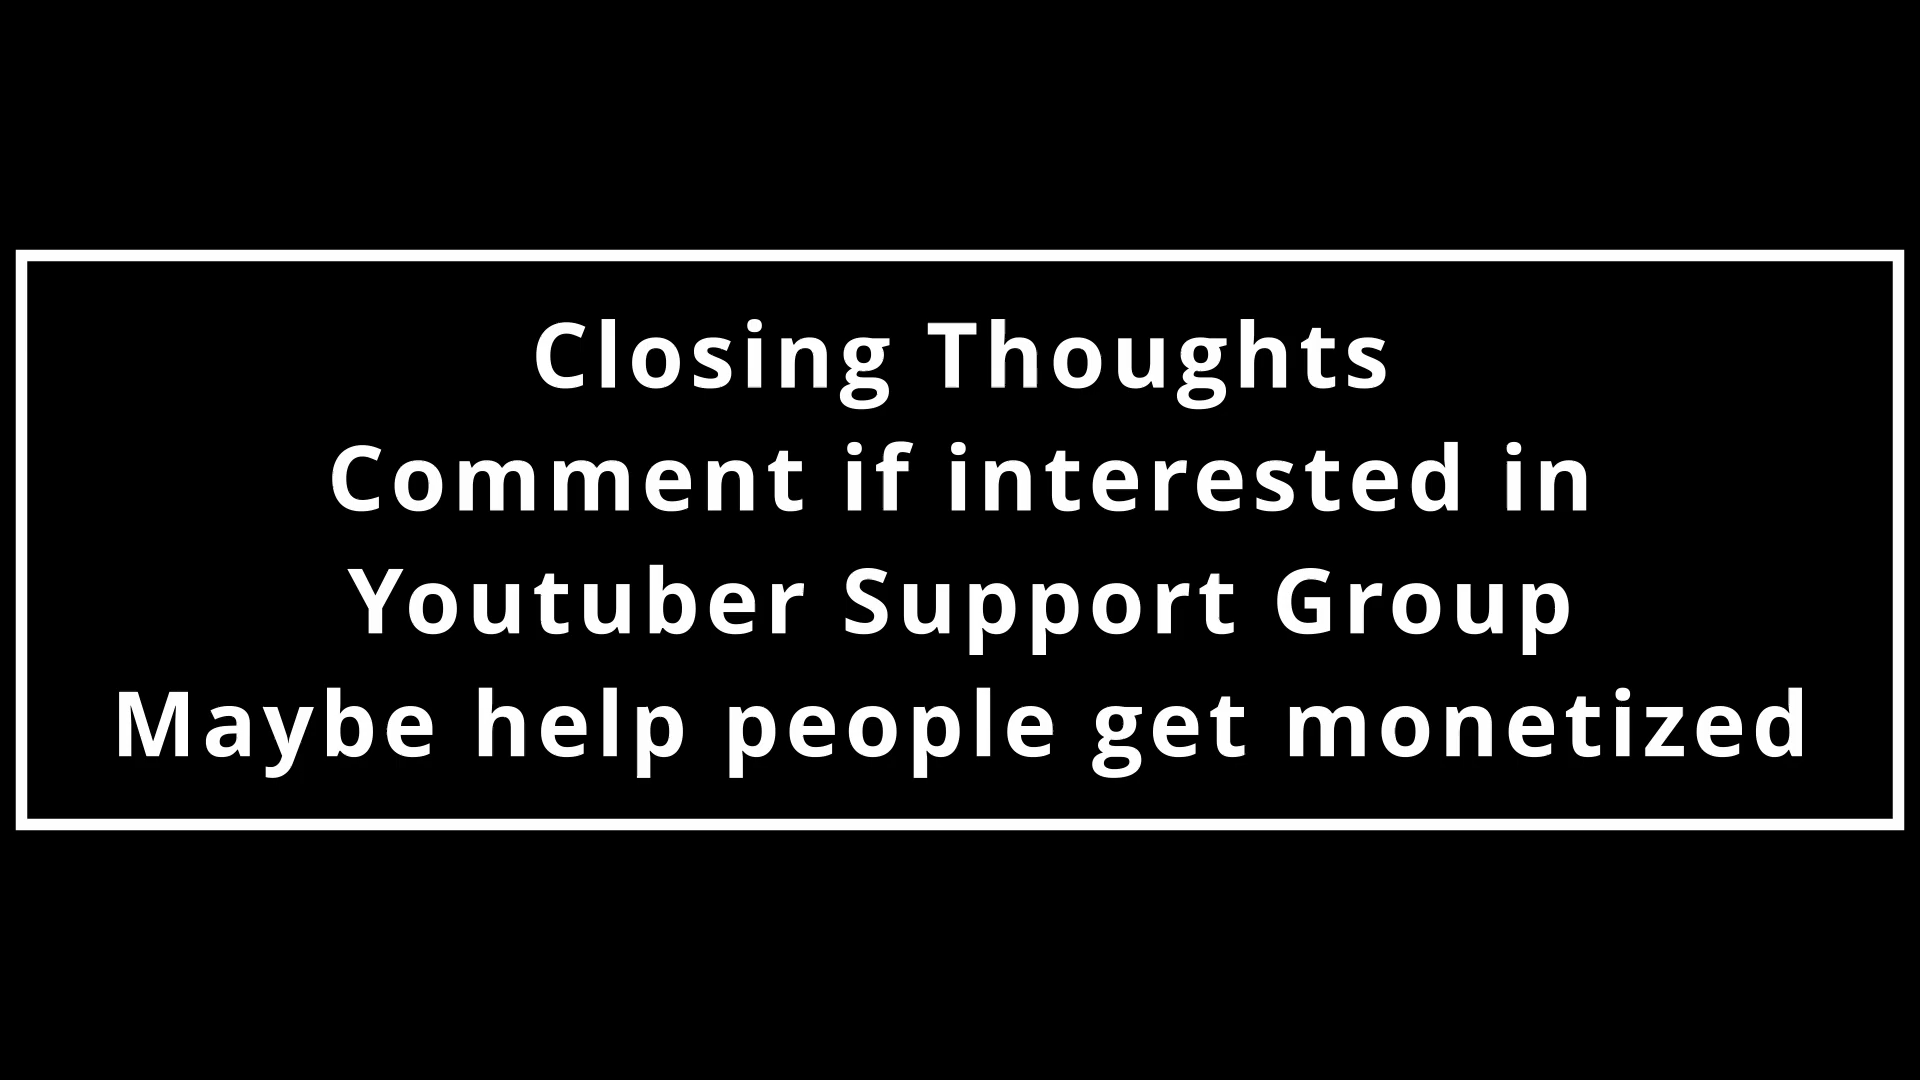 Closing Thoughts
Comment if interested in
Youtuber Support Group
Maybe help people get monetized